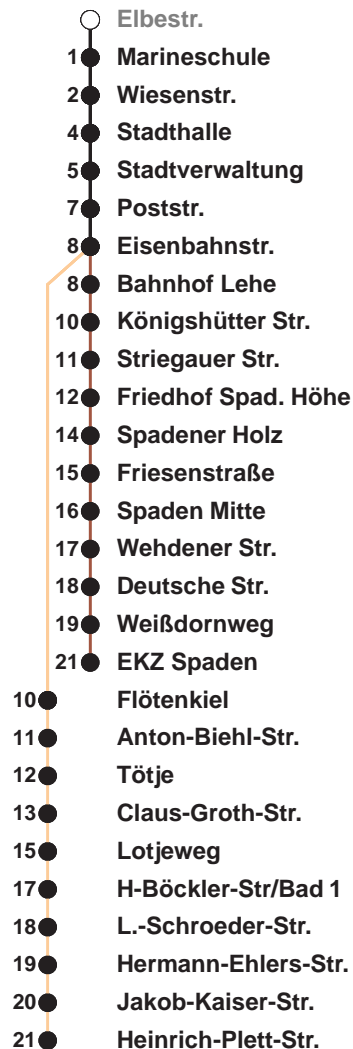 Elbestr.
1 Marineschule
2 Wiesenstr.
4 Stadthalle
5 Stadtverwaltung
7 Poststr.
8 Eisenbahnstr.
8 Bahnhof Lehe
10 Königshütter Str.
11 Striegauer Str.
12 Friedhof Spad. Höhe
14 Spadener Holz
15 Friesenstraße
16 Spaden Mitte
17 Wehdener Str.
18 Deutsche Str.
19 Weißdornweg
21 EKZ Spaden
10 Flötenkiel
11 Anton-Biehl-Str.
12 Tötje
13 Claus-Groth-Str.
15 Lotjeweg
17 H-Böckler-Str/Bad 1
18 L.-Schroeder-Str.
19 Hermann-Ehlers-Str.
20 Jakob-Kaiser-Str.
21 Heinrich-Plett-Str.